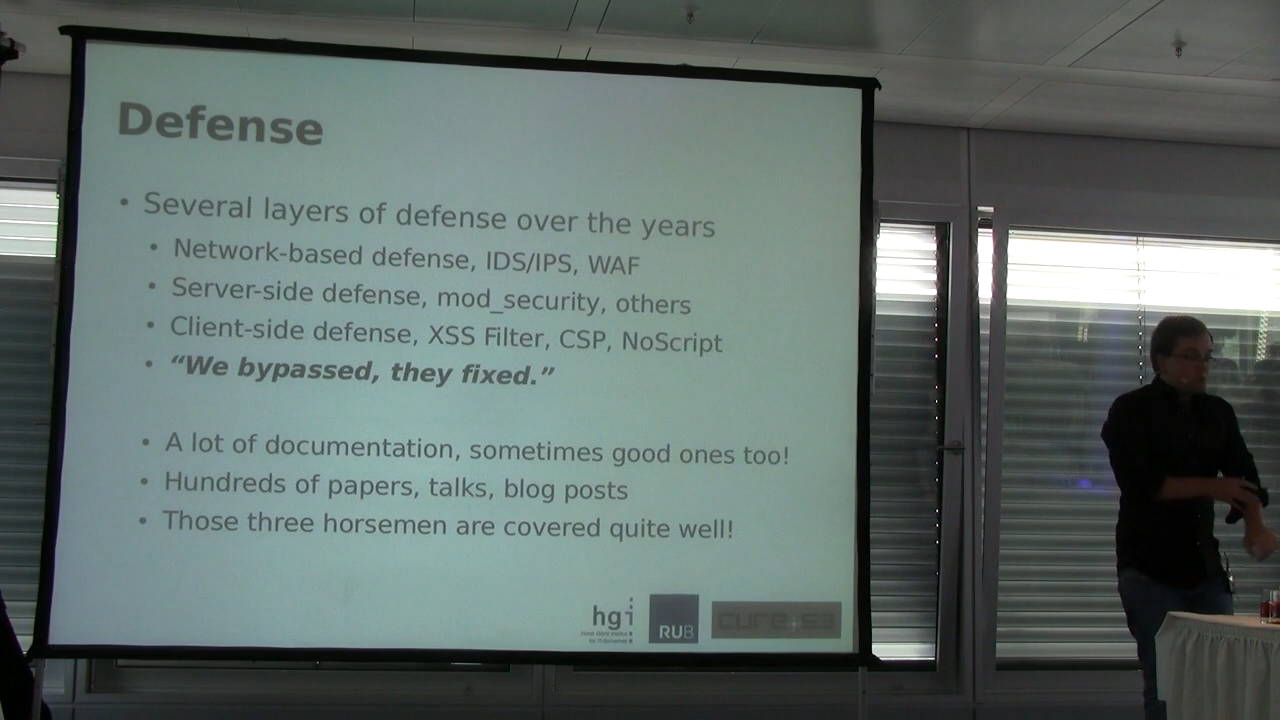 Defense
• Several layers of defense over the years
• Network-based defense, IDS/IPS, WAF
• Server-side defense, mod_security, others
• Client-side defense, XSS Filter, CSP, NoScript
• “We bypassed, they fixed.”
• A lot of documentation, sometimes good ones too!
• Hundreds of papers, talks, blog posts
• Those three horsemen are covered quite well!
hgi
RUB
cure53